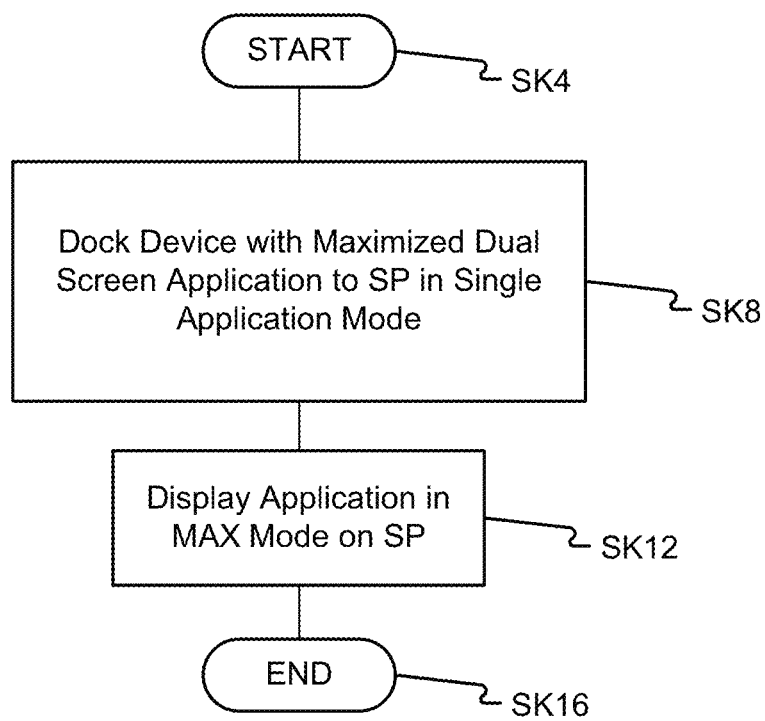 START
SK4
Dock Device with Maximized Dual
Screen Application to SP in Single
Application Mode
SK8
Display Application in
MAX Mode on SP
SK12
END
SK16